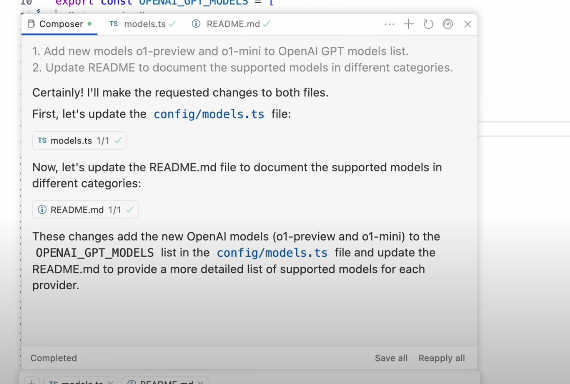 10 export const OPENAI_GPT_MODELS = [
Composer TS models.ts README.md
1. Add new models o1-preview and o1-mini to OpenAI GPT models list.
2. Update README to document the supported models in different categories.
Certainly! I'll make the requested changes to both files.
First, let's update the config/models.ts file:
TS models.ts 1/1
Now, let's update the README.md file to document the supported models in
different categories:
README.md 1/1
These changes add the new OpenAI models (o1-preview and o1-mini) to the
OPENAI_GPT_MODELS list in the config/models.ts file and update the
README.md to provide a more detailed list of supported models for each
provider.
Completed Save all Reapply all
TS models.ts README.md